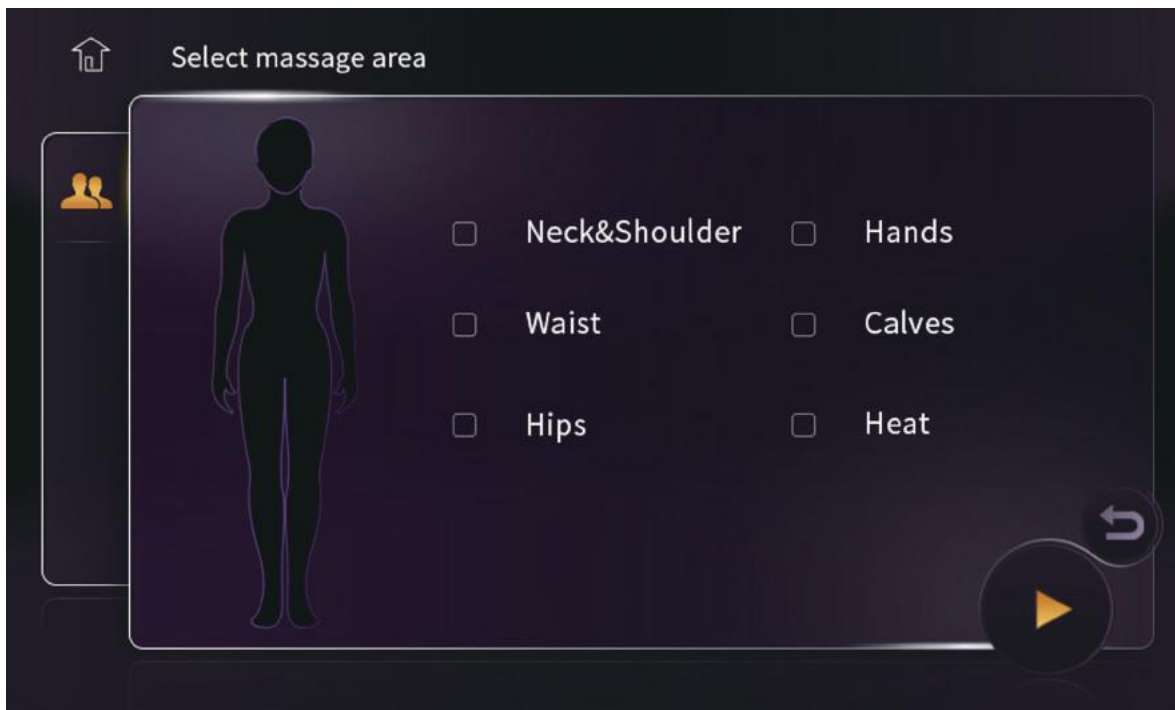 Select massage area
Neck&Shoulder
Hands
Waist
Calves
Hips
Heat